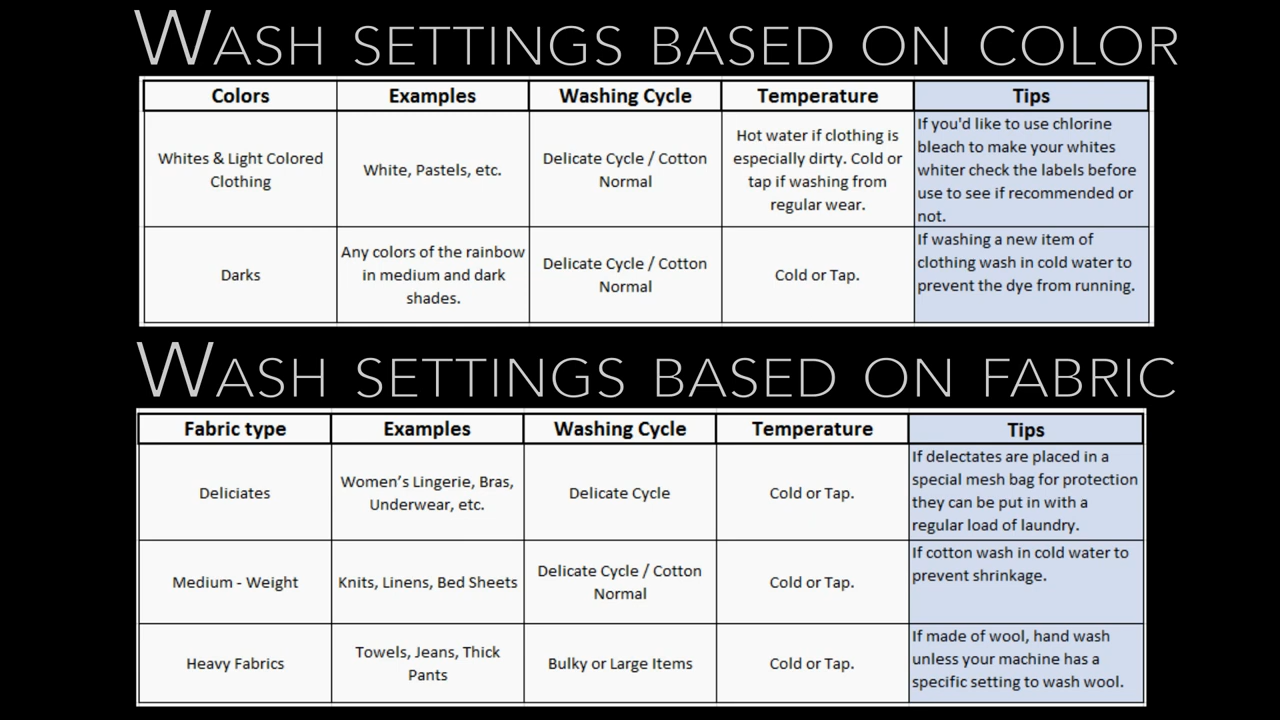 WASH SETTINGS BASED ON COLOR
Colors Examples Washing Cycle Temperature Tips
Whites & Light Colored
Clothing
White, Pastels, etc.
Delicate Cycle / Cotton
Normal
Hot water if clothing is
especially dirty. Cold or
tap if washing from
regular wear.
If you'd like to use chlorine
bleach to make your whites
whiter check the labels before
use to see if recommended or
not.
Darks
Any colors of the rainbow
in medium and dark
shades.
Delicate Cycle / Cotton
Normal
Cold or Tap.
If washing a new item of
clothing wash in cold water to
prevent the dye from running.
WASH SETTINGS BASED ON FABRIC
Fabric type Examples Washing Cycle Temperature Tips
Deliciates
Women's Lingerie, Bras,
Underwear, etc.
Delicate Cycle
Cold or Tap.
If delectates are placed in a
special mesh bag for protection
they can be put in with a
regular load of laundry.
Medium - Weight
Knits, Linens, Bed Sheets
Delicate Cycle / Cotton
Normal
Cold or Tap.
If cotton wash in cold water to
prevent shrinkage.
Heavy Fabrics
Towels, Jeans, Thick
Pants
Bulky or Large Items
Cold or Tap.
If made of wool, hand wash
unless your machine has a
specific setting to wash wool.